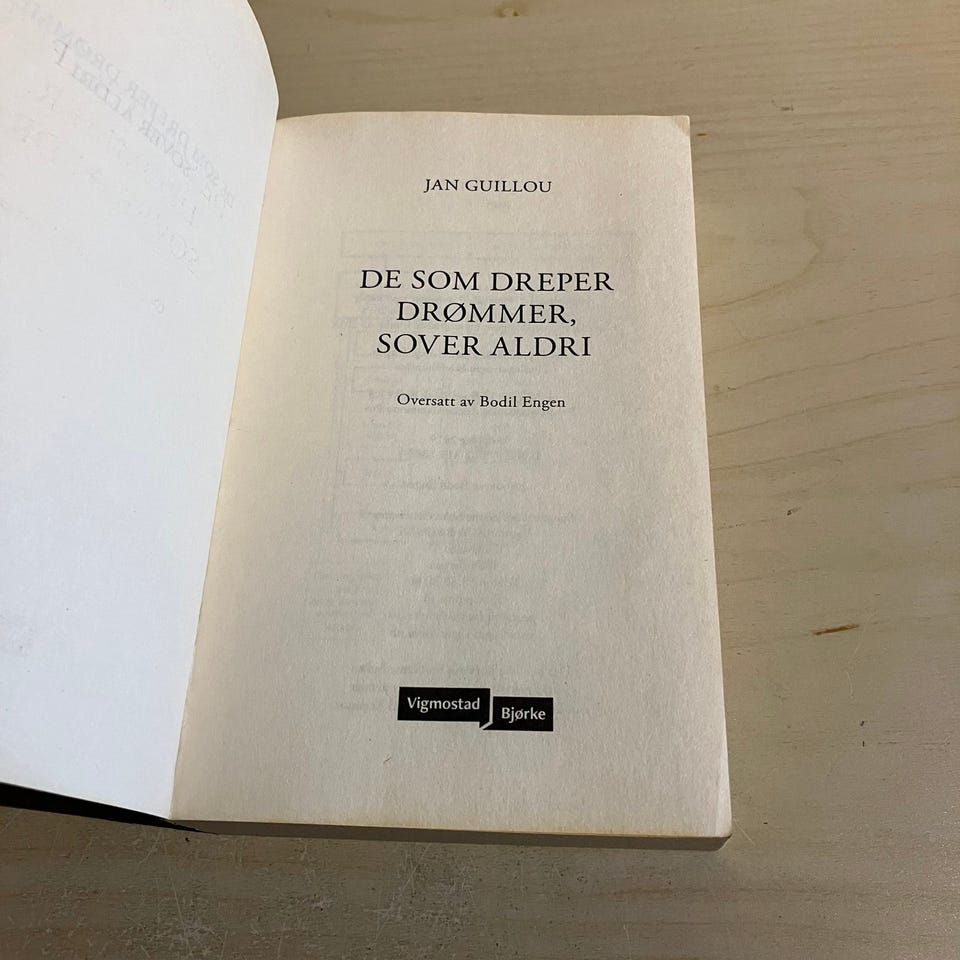 JAN GUILLOU
DE SOM DREPER
DRØMMER,
SOVER ALDRI
Oversatt av Bodil Engen
Vigmostad
Bjørke